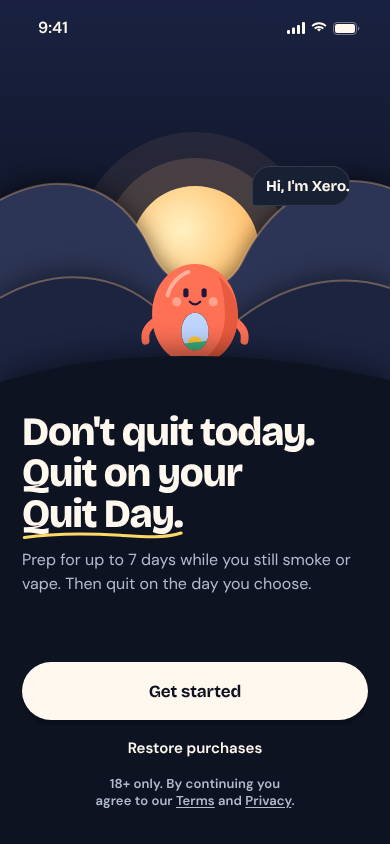 9:41
Hi, I'm Xero.
Don't quit today.
Quit on your
Quit Day.
Prep for up to 7 days while you still smoke or
vape. Then quit on the day you choose.
Get started
Restore purchases
18+ only. By continuing you
agree to our Terms and Privacy.